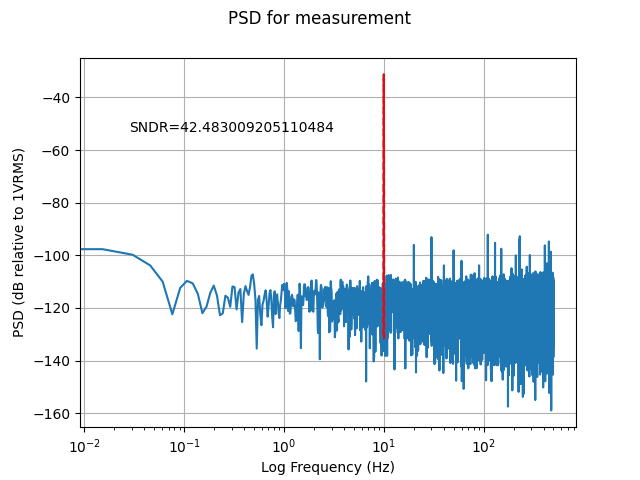 PSD for measurement
SNDR=42.483009205110484
PSD (dB relative to 1VRMS)
−40
−60
−80
−100
−120
−140
−160
10⁻² 10⁻¹ 10⁰ 10¹ 10²
Log Frequency (Hz)